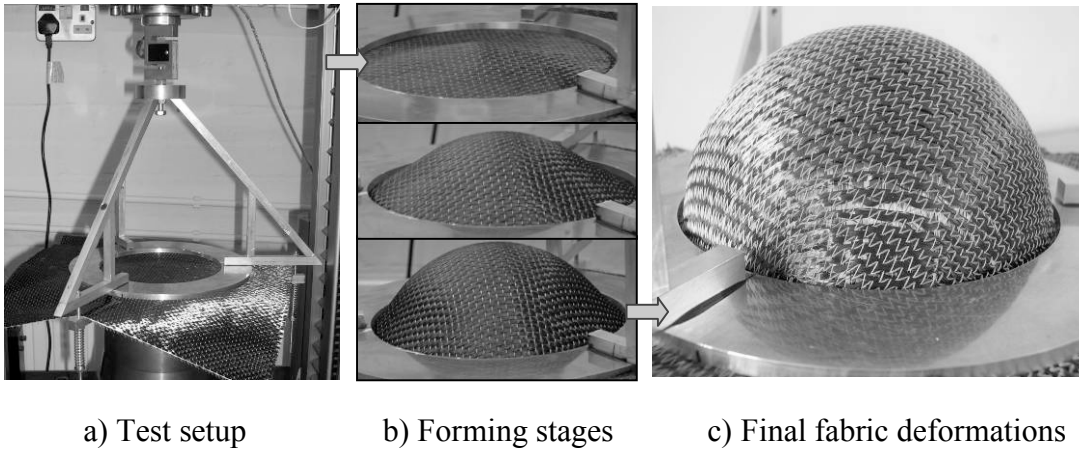 a) Test setup
b) Forming stages
c) Final fabric deformations